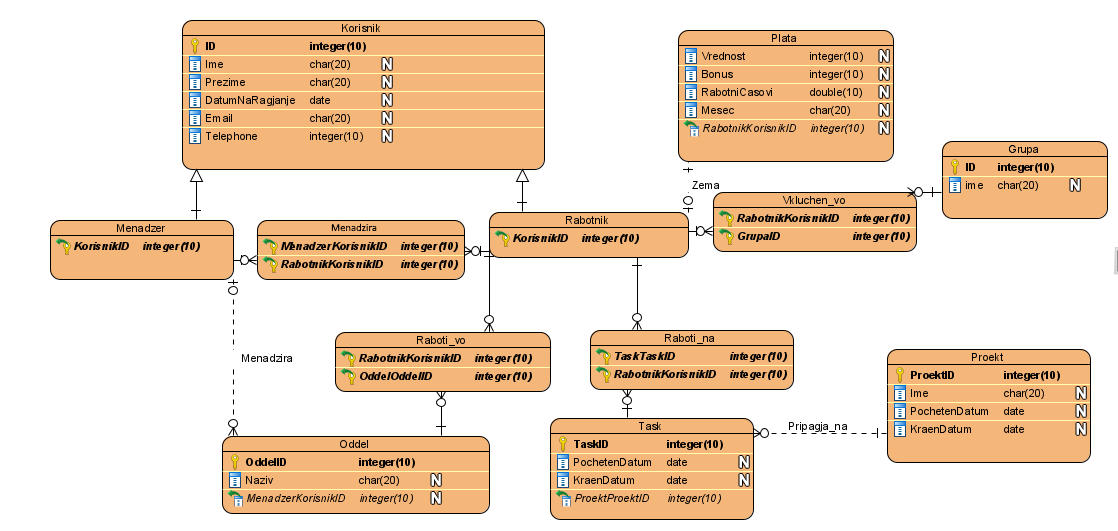 Korisnik
ID integer(10)
Ime char(20) N
Prezime char(20) N
DatumNaRagjanje date N
Email char(20) N
Telephone integer(10) N
Plata
Vrednost integer(10) N
Bonus integer(10) N
RabotniCasovi double(10) N
Mesec char(20) N
RabotnikKorisnikID integer(10) N
Grupa
ID integer(10)
ime char(20) N
Zema
Vkluchen_vo
RabotnikKorisnikID integer(10)
GrupaID integer(10)
Menadzer
KorisnikID integer(10)
Menadzira
MenadzerKorisnikID integer(10)
RabotnikKorisnikID integer(10)
Rabotnik
KorisnikID integer(10)
Menadzira
Raboti_vo
RabotnikKorisnikID integer(10)
OddelOddelID integer(10)
Raboti_na
TaskTaskID integer(10)
RabotnikKorisnikID integer(10)
Proekt
ProektID integer(10)
Ime char(20) N
PochetenDatum date N
KraenDatum date N
Pripagja_na
Oddel
OddelID integer(10)
Naziv char(20) N
MenadzerKorisnikID integer(10) N
Task
TaskID integer(10)
PochetenDatum date N
KraenDatum date N
ProektProektID integer(10)